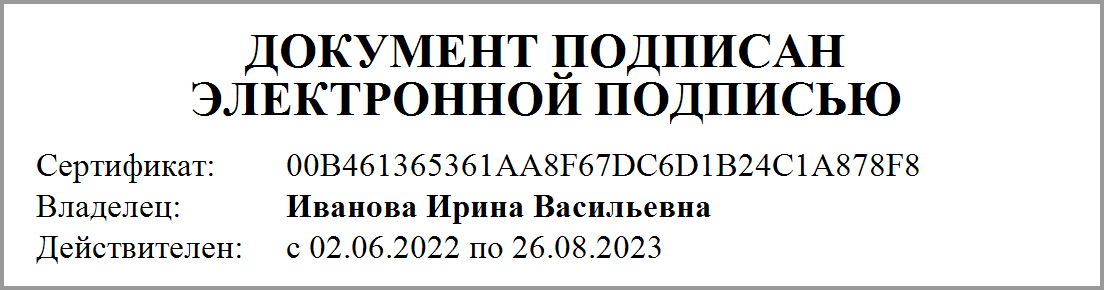 ДОКУМЕНТ ПОДПИСАН
ЭЛЕКТРОННОЙ ПОДПИСЬЮ
Сертификат: 00B461365361AA8F67DC6D1B24C1A878F8
Владелец: Иванова Ирина Васильевна
Действителен: с 02.06.2022 по 26.08.2023